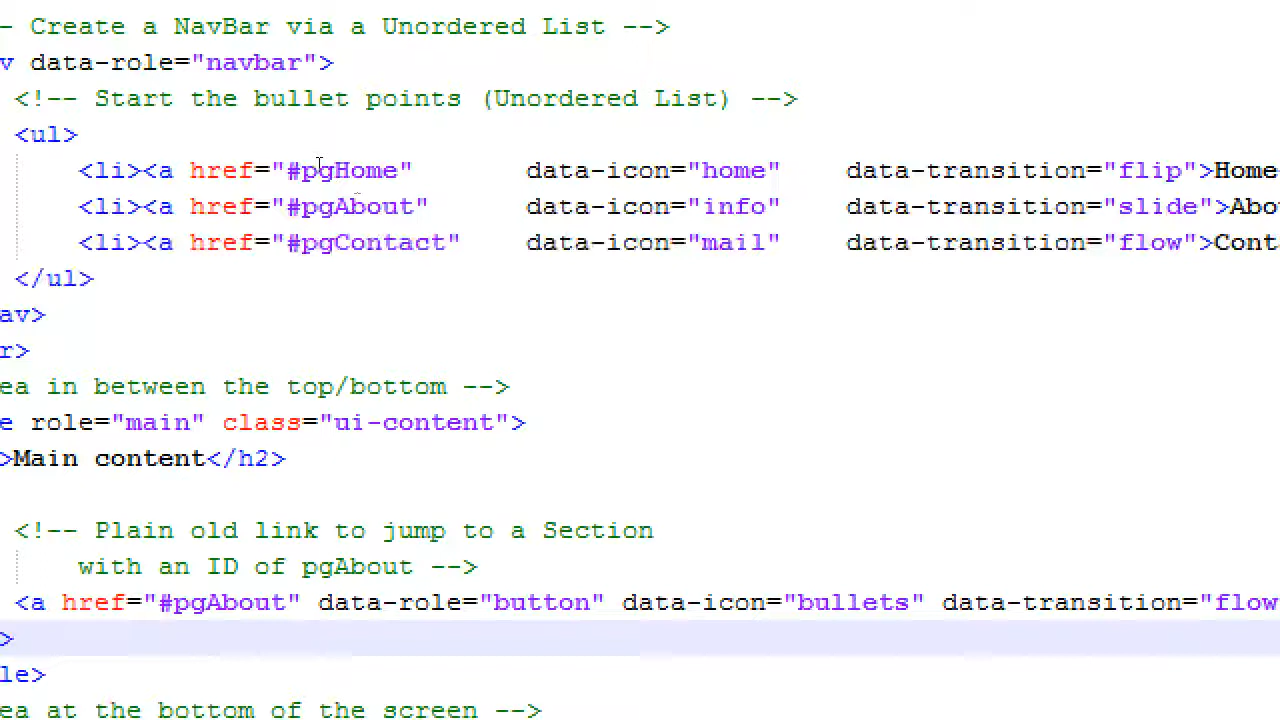 - Create a NavBar via a Unordered List -->
v data-role="navbar">
<!-- Start the bullet points (Unordered List) -->
<ul>
<li><a href="#pgHome" data-icon="home" data-transition="flip">Home
<li><a href="#pgAbout" data-icon="info" data-transition="slide">Abo
<li><a href="#pgContact" data-icon="mail" data-transition="flow">Cont
</ul>
av>
r>
ea in between the top/bottom -->
e role="main" class="ui-content">
>Main content</h2>
<!-- Plain old link to jump to a Section
with an ID of pgAbout -->
<a href="#pgAbout" data-role="button" data-icon="bullets" data-transition="flow
>
le>
ea at the bottom of the screen -->